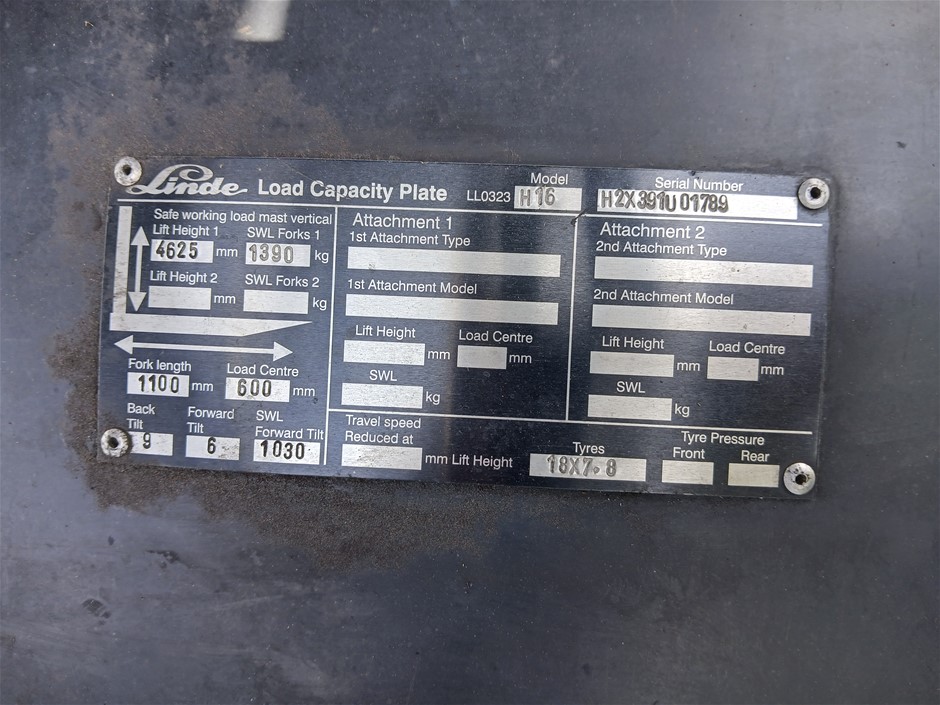 Linde Load Capacity Plate LL0323 Model H16 Serial Number H2X391U01789
Safe working load mast vertical
Lift Height 1 SWL Forks 1
4625 mm 1390 kg
Lift Height 2 SWL Forks 2
mm kg
Fork length Load Centre
1100 mm 600 mm
Back Tilt Forward Tilt SWL Forward Tilt
9 6 1030
Attachment 1
1st Attachment Type
1st Attachment Model
Lift Height Load Centre
mm mm
SWL
kg
Attachment 2
2nd Attachment Type
2nd Attachment Model
Lift Height Load Centre
mm mm
SWL
kg
Travel speed
Reduced at
mm Lift Height
Tyres
18X7.8
Tyre Pressure
Front Rear